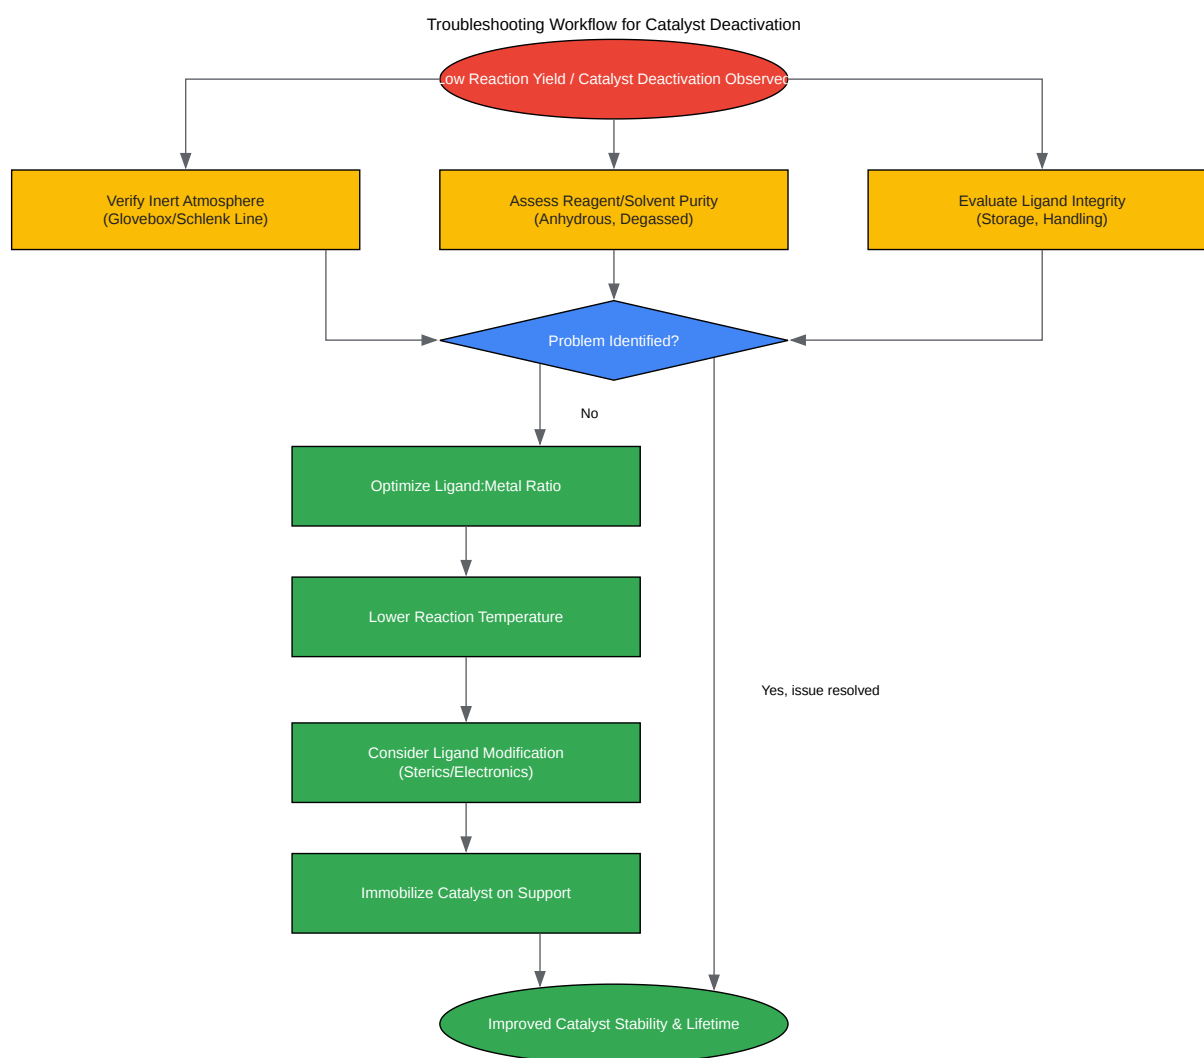 Troubleshooting Workflow for Catalyst Deactivation
Low Reaction Yield / Catalyst Deactivation Observed
Verify Inert Atmosphere
(Glovebox/Schlenk Line)
Assess Reagent/Solvent Purity
(Anhydrous, Degassed)
Evaluate Ligand Integrity
(Storage, Handling)
Problem Identified?
No
Optimize Ligand:Metal Ratio
Lower Reaction Temperature
Yes, issue resolved
Consider Ligand Modification
(Sterics/Electronics)
Immobilize Catalyst on Support
Improved Catalyst Stability & Lifetime